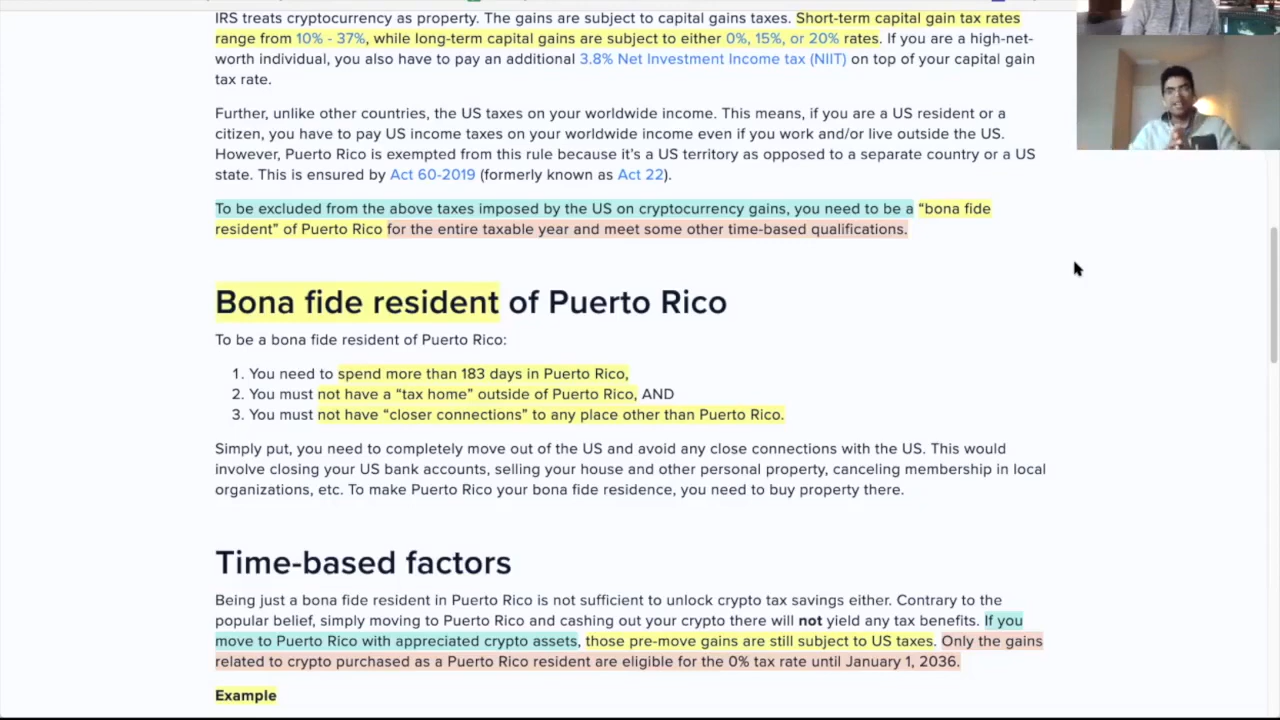 IRS treats cryptocurrency as property. The gains are subject to capital gains taxes. Short-term capital gain tax rates
range from 10% - 37%, while long-term capital gains are subject to either 0%, 15%, or 20% rates. If you are a high-net-
worth individual, you also have to pay an additional 3.8% Net Investment Income tax (NIIT) on top of your capital gain
tax rate.
Further, unlike other countries, the US taxes on your worldwide income. This means, if you are a US resident or a
citizen, you have to pay US income taxes on your worldwide income even if you work and/or live outside the US.
However, Puerto Rico is exempted from this rule because it’s a US territory as opposed to a separate country or a US
state. This is ensured by Act 60-2019 (formerly known as Act 22).
To be excluded from the above taxes imposed by the US on cryptocurrency gains, you need to be a “bona fide
resident” of Puerto Rico for the entire taxable year and meet some other time-based qualifications.
Bona fide resident of Puerto Rico
To be a bona fide resident of Puerto Rico:
1. You need to spend more than 183 days in Puerto Rico,
2. You must not have a “tax home” outside of Puerto Rico, AND
3. You must not have “closer connections” to any place other than Puerto Rico.
Simply put, you need to completely move out of the US and avoid any close connections with the US. This would
involve closing your US bank accounts, selling your house and other personal property, canceling membership in local
organizations, etc. To make Puerto Rico your bona fide residence, you need to buy property there.
Time-based factors
Being just a bona fide resident in Puerto Rico is not sufficient to unlock crypto tax savings either. Contrary to the
popular belief, simply moving to Puerto Rico and cashing out your crypto there will not yield any tax benefits. If you
move to Puerto Rico with appreciated crypto assets, those pre-move gains are still subject to US taxes. Only the gains
related to crypto purchased as a Puerto Rico resident are eligible for the 0% tax rate until January 1, 2036.
Example